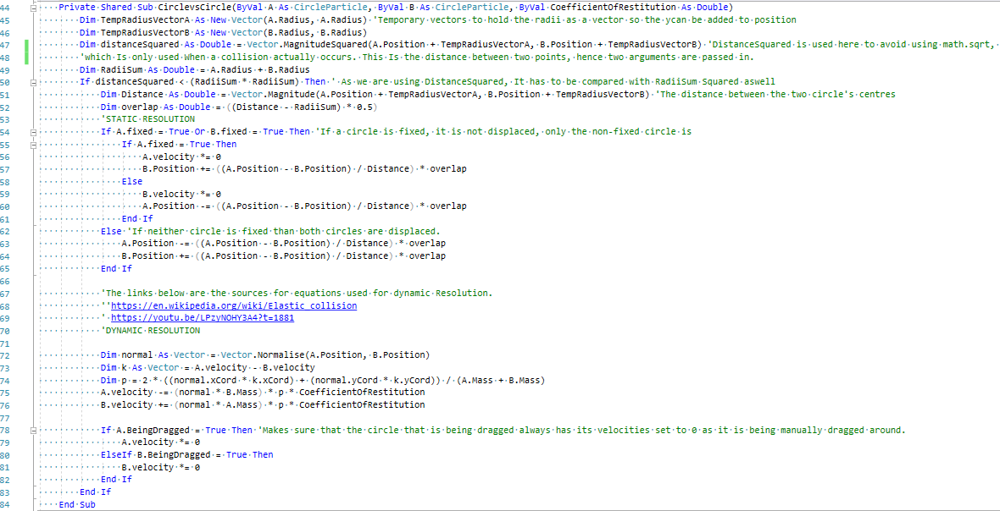 44 Private Shared Sub CirclevsCircle(ByVal A As CircleParticle, ByVal B As CircleParticle, ByVal CoefficientOfRestitution As Double)
45 Dim TempRadiusVectorA As New Vector(A.Radius, A.Radius) 'Temporary vectors to hold the radii as a vector so the ycan be added to position
46 Dim TempRadiusVectorB As New Vector(B.Radius, B.Radius)
47 Dim distanceSquared As Double = Vector.MagnitudeSquared(A.Position + TempRadiusVectorA, B.Position + TempRadiusVectorB) 'DistanceSquared is used here to avoid using math.sqrt,
48 'which Is only used When a collision actually occurs. This Is the distance between two points, hence two arguments are passed in.
49 Dim RadiiSum As Double = A.Radius + B.Radius
50 If distanceSquared < (RadiiSum * RadiiSum) Then ' As we are using DistanceSquared, It has to be compared with RadiiSum Squared aswell
51 Dim Distance As Double = Vector.Magnitude(A.Position + TempRadiusVectorA, B.Position + TempRadiusVectorB) 'The distance between the two circle's centres
52 Dim overlap As Double = ((Distance - RadiiSum) * 0.5)
53 'STATIC RESOLUTION
54 If A.fixed = True Or B.fixed = True Then 'If a circle is fixed, it is not displaced, only the non-fixed circle is
55 If A.fixed = True Then
56 A.velocity *= 0
57 B.Position += ((A.Position - B.Position) / Distance) * overlap
58 Else
59 B.velocity *= 0
60 A.Position -= ((A.Position - B.Position) / Distance) * overlap
61 End If
62 Else 'If neither circle is fixed than both circles are displaced.
63 A.Position -= ((A.Position - B.Position) / Distance) * overlap
64 B.Position += ((A.Position - B.Position) / Distance) * overlap
65 End If
66
67 'The links below are the sources for equations used for dynamic Resolution.
68 ''https://en.wikipedia.org/wiki/Elastic_collision
69 ' https://youtu.be/LPzyNOHY3A4?t=1881
70 'DYNAMIC RESOLUTION
71
72 Dim normal As Vector = Vector.Normalise(A.Position, B.Position)
73 Dim k As Vector = A.velocity - B.velocity
74 Dim p = 2 * ((normal.xCord * k.xCord) + (normal.yCord * k.yCord)) / (A.Mass + B.Mass)
75 A.velocity -= (normal * B.Mass) * p * CoefficientOfRestitution
76 B.velocity += (normal * A.Mass) * p * CoefficientOfRestitution
77
78 If A.BeingDragged = True Then 'Makes sure that the circle that is being dragged always has its velocities set to 0 as it is being manually dragged around.
79 A.velocity *= 0
80 ElseIf B.BeingDragged = True Then
81 B.velocity *= 0
82 End If
83 End If
84 End Sub